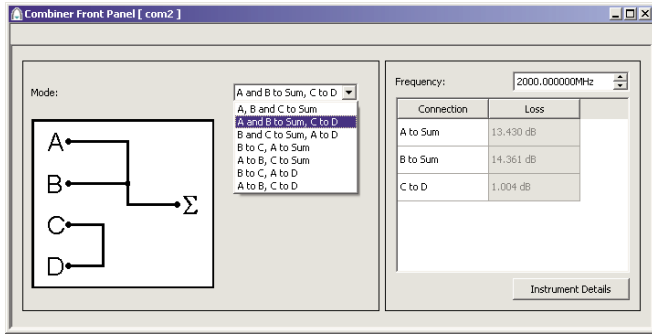 Combiner Front Panel [ com2 ]
Mode:
A and B to Sum, C to D
A, B and C to Sum
A and B to Sum, C to D
B and C to Sum, A to D
B to C, A to Sum
A to B, C to Sum
B to C, A to D
A to B, C to D
A
B
Σ
C
D
Frequency:
2000.000000MHz
Connection Loss
A to Sum 13.430 dB
B to Sum 14.361 dB
C to D 1.004 dB
Instrument Details